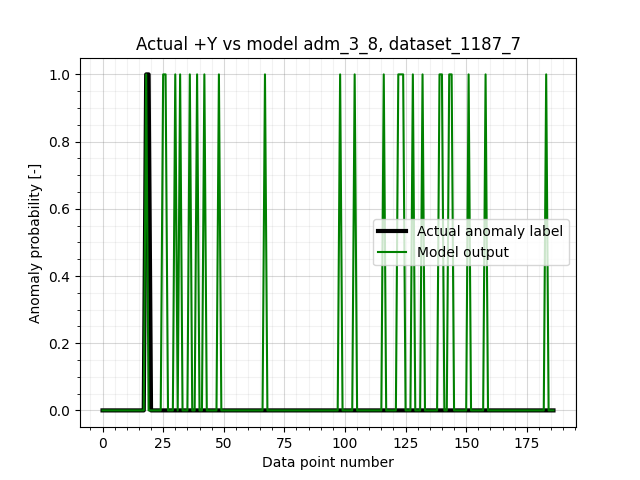 Actual +Y vs model adm_3_8, dataset_1187_7
Anomaly probability [-]
1.0
0.8
0.6
0.4
0.2
0.0
Actual anomaly label
Model output
0 25 50 75 100 125 150 175
Data point number